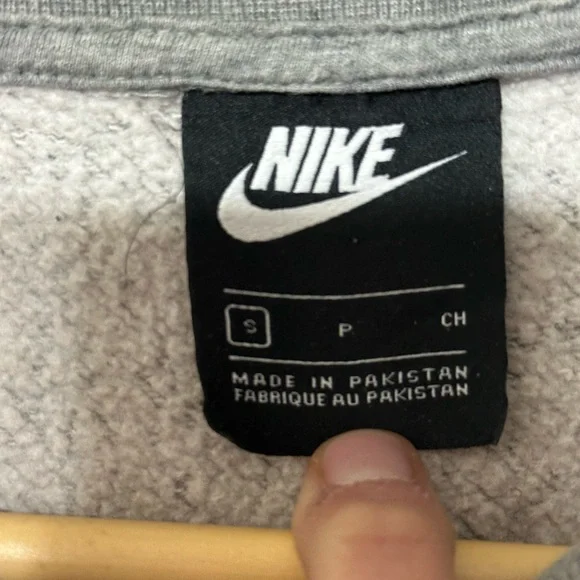 NIKE
S P CH
MADE IN PAKISTAN
FABRIQUE AU PAKISTAN